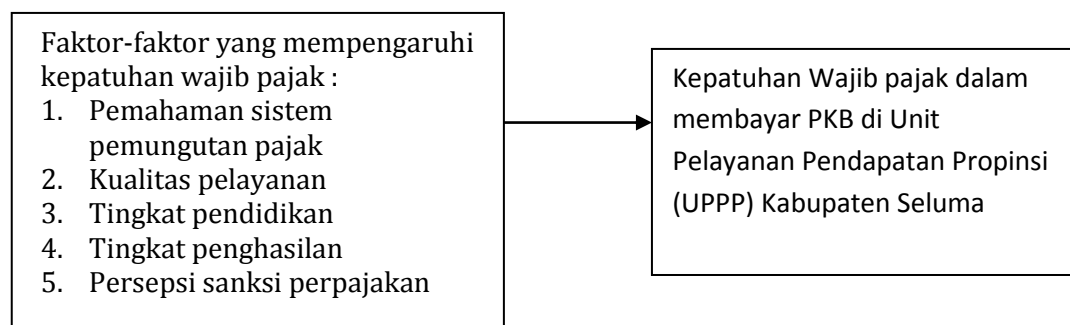 Faktor-faktor yang mempengaruhi
kepatuhan wajib pajak :
1. Pemahaman sistem
pemungutan pajak
2. Kualitas pelayanan
3. Tingkat pendidikan
4. Tingkat penghasilan
5. Persepsi sanksi perpajakan
Kepatuhan Wajib pajak dalam
membayar PKB di Unit
Pelayanan Pendapatan Propinsi
(UPPP) Kabupaten Seluma